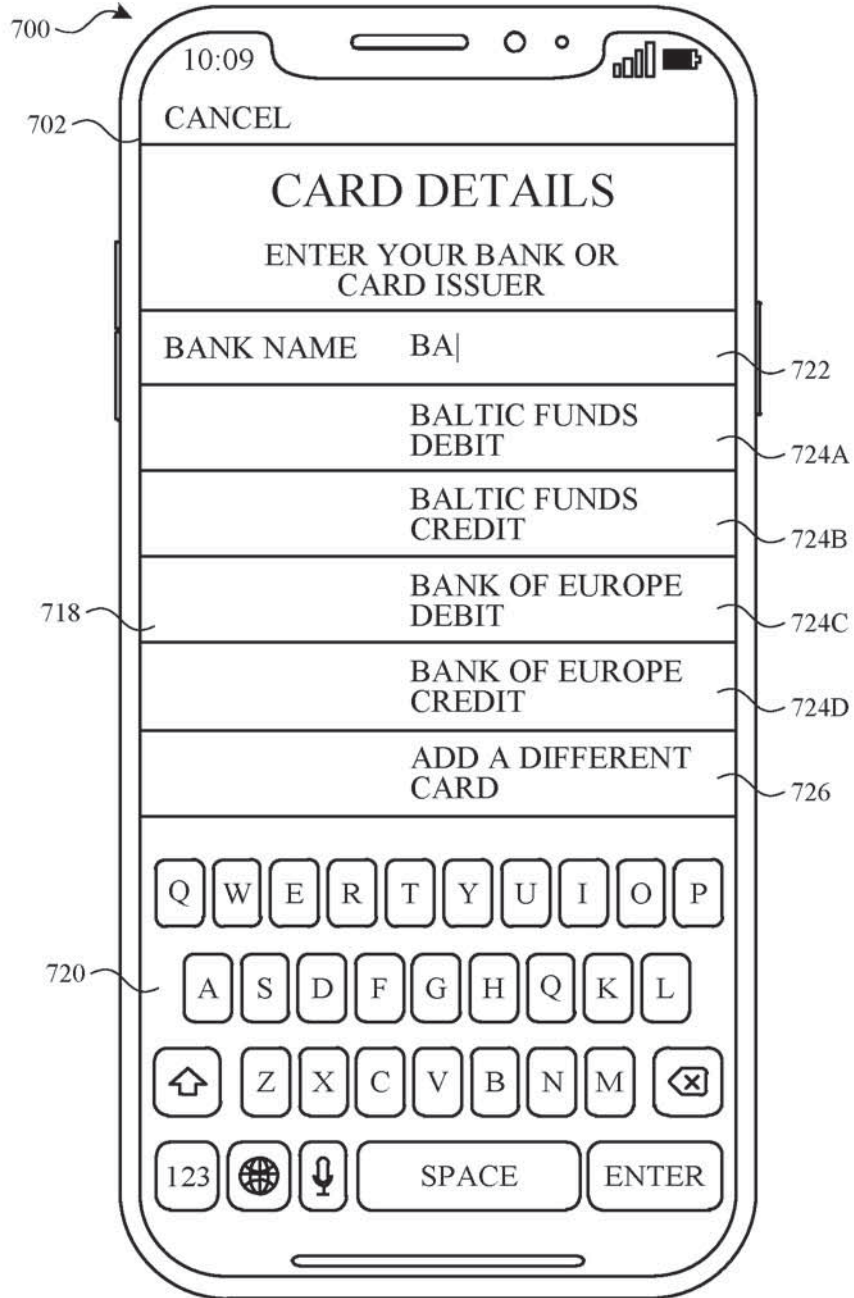 700
10:09
702
CANCEL
CARD DETAILS
ENTER YOUR BANK OR
CARD ISSUER
BANK NAME BA|
722
BALTIC FUNDS
DEBIT
724A
BALTIC FUNDS
CREDIT
724B
718
BANK OF EUROPE
DEBIT
724C
BANK OF EUROPE
CREDIT
724D
ADD A DIFFERENT
CARD
726
Q W E R T Y U I O P
720
A S D F G H Q K L
Z X C V B N M
123 SPACE ENTER